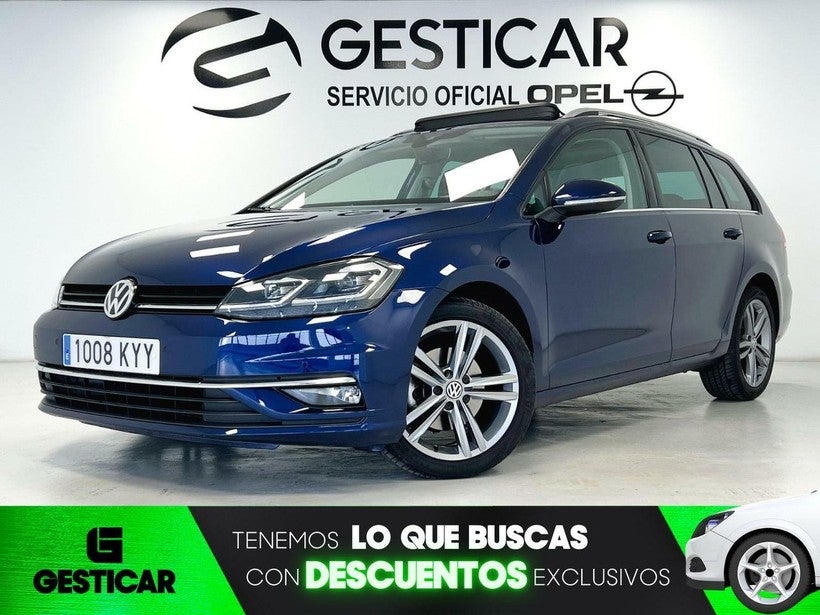 GESTICAR
SERVICIO OFICIAL OPEL
1008 KYY
E
GESTICAR
TENEMOS LO QUE BUSCAS
CON DESCUENTOS EXCLUSIVOS